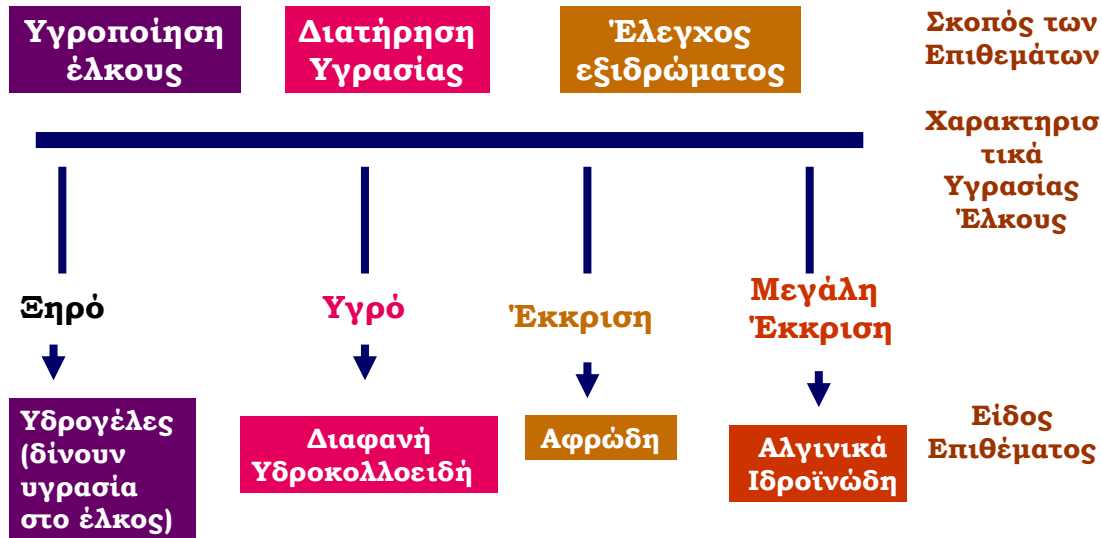 Υγροποίηση
έλκους
Διατήρηση
Υγρασίας
Έλεγχος
εξιδρώματος
Σκοπός των
Επιθεμάτων
Χαρακτηρισ
τικά
Υγρασίας
Έλκους
Ξηρό
Υγρό
Έκκριση
Μεγάλη
Έκκριση
Υδρογέλες
(δίνουν
υγρασία
στο έλκος)
Διαφανή
Υδροκολλοειδή
Αφρώδη
Αλγινικά
Ιδροϊνώδη
Είδος
Επιθέματος